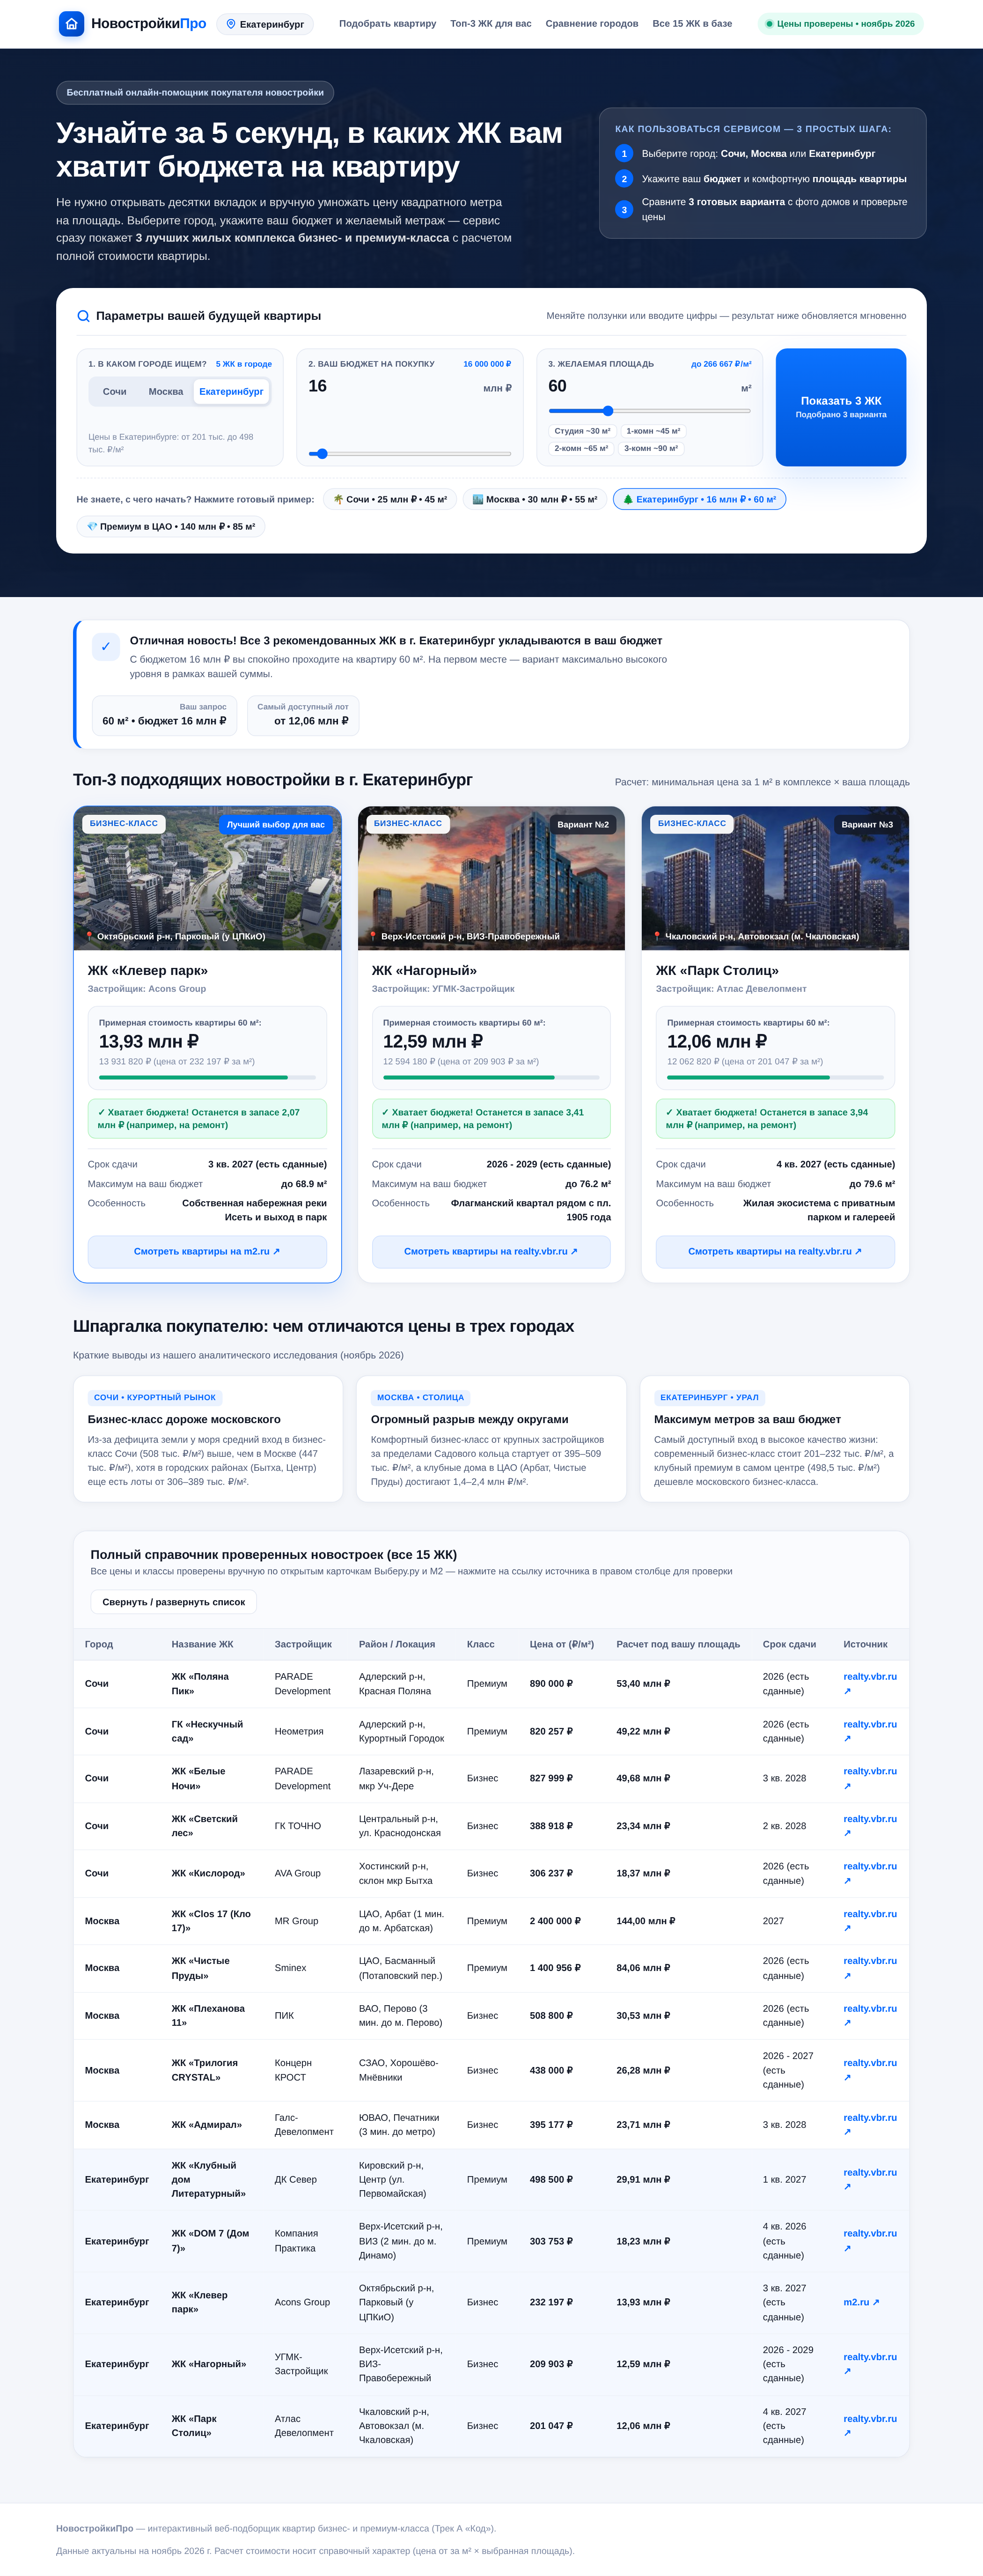 НовостройкиПро
Екатеринбург
Подобрать квартиру
Топ-3 ЖК для вас
Сравнение городов
Все 15 ЖК в базе
Цены проверены • ноябрь 2026
Бесплатный онлайн-помощник покупателя новостройки
Узнайте за 5 секунд, в каких ЖК вам
хватит бюджета на квартиру
Не нужно открывать десятки вкладок и вручную умножать цену квадратного метра
на площадь. Выберите город, укажите ваш бюджет и желаемый метраж — сервис
сразу покажет 3 лучших жилых комплекса бизнес- и премиум-класса с расчетом
полной стоимости квартиры.
КАК ПОЛЬЗОВАТЬСЯ СЕРВИСОМ — 3 ПРОСТЫХ ШАГА:
1 Выберите город: Сочи, Москва или Екатеринбург
2 Укажите ваш бюджет и комфортную площадь квартиры
3 Сравните 3 готовых варианта с фото домов и проверьте
цены
Параметры вашей будущей квартиры
Меняйте ползунки или вводите цифры — результат ниже обновляется мгновенно
1. В КАКОМ ГОРОДЕ ИЩЕМ? 5 ЖК в городе
Сочи Москва Екатеринбург
Цены в Екатеринбурге: от 201 тыс. до 498
тыс. ₽/м²
2. ВАШ БЮДЖЕТ НА ПОКУПКУ 16 000 000 ₽
16 млн ₽
3. ЖЕЛАЕМАЯ ПЛОЩАДЬ до 266 667 ₽/м²
60 м²
Студия ~30 м² 1-комн ~45 м²
2-комн ~65 м² 3-комн ~90 м²
Показать 3 ЖК
Подобрано 3 варианта
Не знаете, с чего начать? Нажмите готовый пример:
🌴 Сочи • 25 млн ₽ • 45 м²
🏙️ Москва • 30 млн ₽ • 55 м²
🌲 Екатеринбург • 16 млн ₽ • 60 м²
💎 Премиум в ЦАО • 140 млн ₽ • 85 м²
✓
Отличная новость! Все 3 рекомендованных ЖК в г. Екатеринбург укладываются в ваш бюджет
С бюджетом 16 млн ₽ вы спокойно проходите на квартиру 60 м². На первом месте — вариант максимально высокого
уровня в рамках вашей суммы.
Ваш запрос
60 м² • бюджет 16 млн ₽
Самый доступный лот
от 12,06 млн ₽
Топ-3 подходящих новостройки в г. Екатеринбург
Расчет: минимальная цена за 1 м² в комплексе × ваша площадь
БИЗНЕС-КЛАСС
Лучший выбор для вас
📍 Октябрьский р-н, Парковый (у ЦПКиО)
ЖК «Клевер парк»
Застройщик: Acons Group
Примерная стоимость квартиры 60 м²:
13,93 млн ₽
13 931 820 ₽ (цена от 232 197 ₽ за м²)
✓ Хватает бюджета! Останется в запасе 2,07
млн ₽ (например, на ремонт)
Срок сдачи 3 кв. 2027 (есть сданные)
Максимум на ваш бюджет до 68.9 м²
Особенность Собственная набережная реки
Исеть и выход в парк
Смотреть квартиры на m2.ru ↗
БИЗНЕС-КЛАСС
Вариант №2
📍 Верх-Исетский р-н, ВИЗ-Правобережный
ЖК «Нагорный»
Застройщик: УГМК-Застройщик
Примерная стоимость квартиры 60 м²:
12,59 млн ₽
12 594 180 ₽ (цена от 209 903 ₽ за м²)
✓ Хватает бюджета! Останется в запасе 3,41
млн ₽ (например, на ремонт)
Срок сдачи 2026 - 2029 (есть сданные)
Максимум на ваш бюджет до 76.2 м²
Особенность Флагманский квартал рядом с пл.
1905 года
Смотреть квартиры на realty.vbr.ru ↗
БИЗНЕС-КЛАСС
Вариант №3
📍 Чкаловский р-н, Автовокзал (м. Чкаловская)
ЖК «Парк Столиц»
Застройщик: Атлас Девелопмент
Примерная стоимость квартиры 60 м²:
12,06 млн ₽
12 062 820 ₽ (цена от 201 047 ₽ за м²)
✓ Хватает бюджета! Останется в запасе 3,94
млн ₽ (например, на ремонт)
Срок сдачи 4 кв. 2027 (есть сданные)
Максимум на ваш бюджет до 79.6 м²
Особенность Жилая экосистема с приватным
парком и галереей
Смотреть квартиры на realty.vbr.ru ↗
Шпаргалка покупателю: чем отличаются цены в трех городах
Краткие выводы из нашего аналитического исследования (ноябрь 2026)
СОЧИ • КУРОРТНЫЙ РЫНОК
Бизнес-класс дороже московского
Из-за дефицита земли у моря средний вход в бизнес-
класс Сочи (508 тыс. ₽/м²) выше, чем в Москве (447
тыс. ₽/м²), хотя в городских районах (Бытха, Центр)
еще есть лоты от 306–389 тыс. ₽/м².
МОСКВА • СТОЛИЦА
Огромный разрыв между округами
Комфортный бизнес-класс от крупных застройщиков
за пределами Садового кольца стартует от 395–509
тыс. ₽/м², а клубные дома в ЦАО (Арбат, Чистые
Пруды) достигают 1,4–2,4 млн ₽/м².
ЕКАТЕРИНБУРГ • УРАЛ
Максимум метров за ваш бюджет
Самый доступный вход в высокое качество жизни:
современный бизнес-класс стоит 201–232 тыс. ₽/м², а
клубный премиум в самом центре (498,5 тыс. ₽/м²)
дешевле московского бизнес-класса.
Полный справочник проверенных новостроек (все 15 ЖК)
Все цены и классы проверены вручную по открытым карточкам Выберу.ру и М2 — нажмите на ссылку источника в правом столбце для проверки
Свернуть / развернуть список
Город Название ЖК Застройщик Район / Локация Класс Цена от (₽/м²) Расчет под вашу площадь Срок сдачи Источник
Сочи ЖК «Поляна Пик» PARADE Development Адлерский р-н, Красная Поляна Премиум 890 000 ₽ 53,40 млн ₽ 2026 (есть сданные) realty.vbr.ru ↗
Сочи ГК «Нескучный сад» Неометрия Адлерский р-н, Курортный Городок Премиум 820 257 ₽ 49,22 млн ₽ 2026 (есть сданные) realty.vbr.ru ↗
Сочи ЖК «Белые Ночи» PARADE Development Лазаревский р-н, мкр Уч-Дере Бизнес 827 999 ₽ 49,68 млн ₽ 3 кв. 2028 realty.vbr.ru ↗
Сочи ЖК «Светский лес» ГК ТОЧНО Центральный р-н, ул. Краснодонская Бизнес 388 918 ₽ 23,34 млн ₽ 2 кв. 2028 realty.vbr.ru ↗
Сочи ЖК «Кислород» AVA Group Хостинский р-н, склон мкр Бытха Бизнес 306 237 ₽ 18,37 млн ₽ 2026 (есть сданные) realty.vbr.ru ↗
Москва ЖК «Clos 17 (Кло 17)» MR Group ЦАО, Арбат (1 мин. до м. Арбатская) Премиум 2 400 000 ₽ 144,00 млн ₽ 2027 realty.vbr.ru ↗
Москва ЖК «Чистые Пруды» Sminex ЦАО, Басманный (Потаповский пер.) Премиум 1 400 956 ₽ 84,06 млн ₽ 2026 (есть сданные) realty.vbr.ru ↗
Москва ЖК «Плеханова 11» ПИК ВАО, Перово (3 мин. до м. Перово) Бизнес 508 800 ₽ 30,53 млн ₽ 2026 (есть сданные) realty.vbr.ru ↗
Москва ЖК «Трилогия CRYSTAL» Концерн КРОСТ СЗАО, Хорошёво-Мнёвники Бизнес 438 000 ₽ 26,28 млн ₽ 2026 - 2027 (есть сданные) realty.vbr.ru ↗
Москва ЖК «Адмирал» Галс-Девелопмент ЮВАО, Печатники (3 мин. до метро) Бизнес 395 177 ₽ 23,71 млн ₽ 3 кв. 2028 realty.vbr.ru ↗
Екатеринбург ЖК «Клубный дом Литературный» ДК Север Кировский р-н, Центр (ул. Первомайская) Премиум 498 500 ₽ 29,91 млн ₽ 1 кв. 2027 realty.vbr.ru ↗
Екатеринбург ЖК «DOM 7 (Дом 7)» Компания Практика Верх-Исетский р-н, ВИЗ (2 мин. до м. Динамо) Премиум 303 753 ₽ 18,23 млн ₽ 4 кв. 2026 (есть сданные) realty.vbr.ru ↗
Екатеринбург ЖК «Клевер парк» Acons Group Октябрьский р-н, Парковый (у ЦПКиО) Бизнес 232 197 ₽ 13,93 млн ₽ 3 кв. 2027 (есть сданные) m2.ru ↗
Екатеринбург ЖК «Нагорный» УГМК-Застройщик Верх-Исетский р-н, ВИЗ-Правобережный Бизнес 209 903 ₽ 12,59 млн ₽ 2026 - 2029 (есть сданные) realty.vbr.ru ↗
Екатеринбург ЖК «Парк Столиц» Атлас Девелопмент Чкаловский р-н, Автовокзал (м. Чкаловская) Бизнес 201 047 ₽ 12,06 млн ₽ 4 кв. 2027 (есть сданные) realty.vbr.ru ↗
НовостройкиПро — интерактивный веб-подборщик квартир бизнес- и премиум-класса (Трек А «Код»).
Данные актуальны на ноябрь 2026 г. Расчет стоимости носит справочный характер (цена от за м² × выбранная площадь).